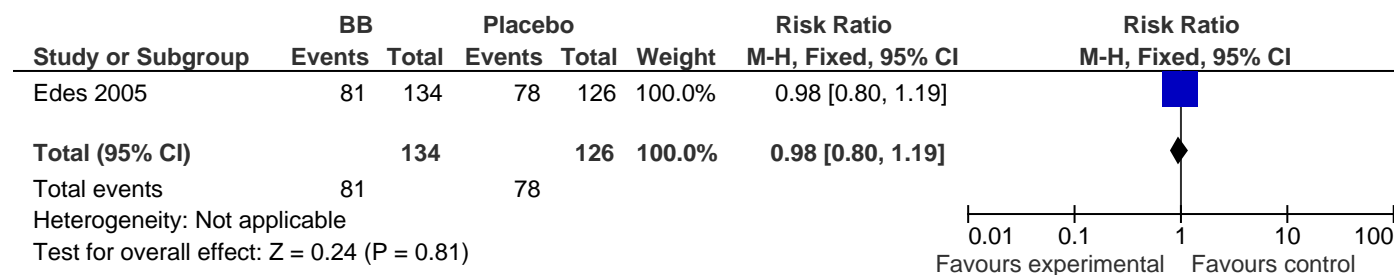 BB Placebo Risk Ratio Risk Ratio
Study or Subgroup Events Total Events Total Weight M-H, Fixed, 95% CI M-H, Fixed, 95% CI
Edes 2005 81 134 78 126 100.0% 0.98 [0.80, 1.19]
Total (95% CI) 134 126 100.0% 0.98 [0.80, 1.19]
Total events 81 78
Heterogeneity: Not applicable
Test for overall effect: Z = 0.24 (P = 0.81)
0.01 0.1 1 10 100
Favours experimental Favours control